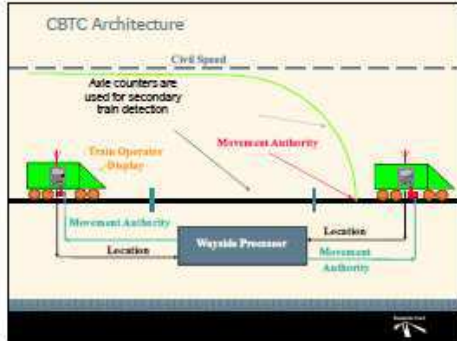 CBTC Architecture
Civil Speed
Axle counters are
used for secondary
train detection
Train Operator
Display
Movement Authority
Movement Authority
Location
Wayside Processor
Location
Movement
Authority